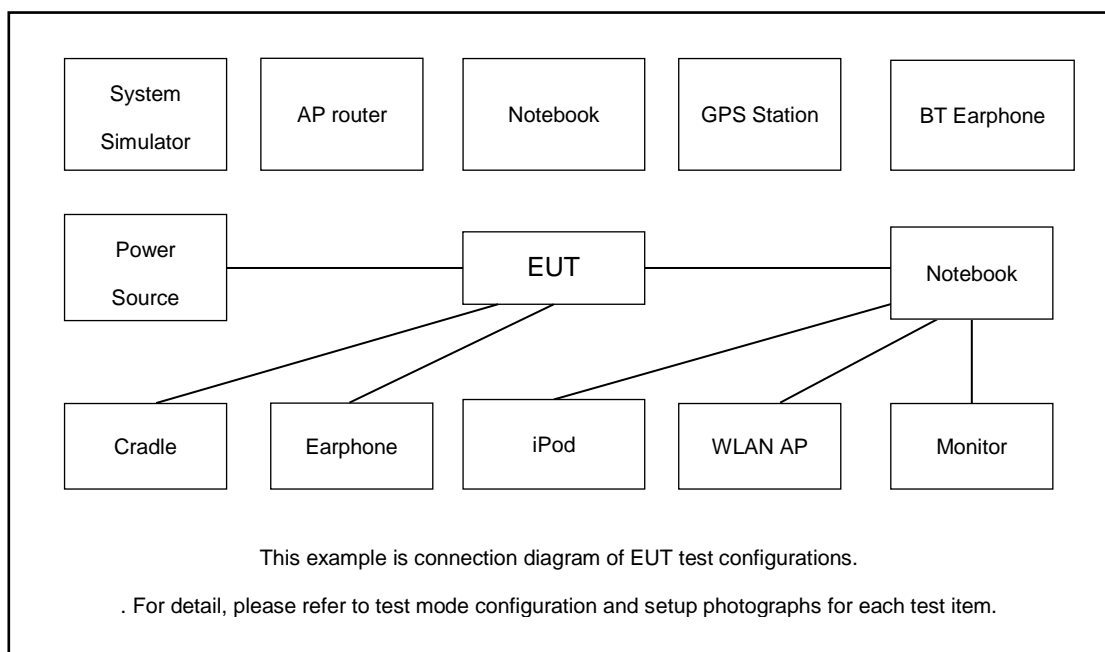 System
Simulator
AP router
Notebook
GPS Station
BT Earphone
Power
Source
EUT
Notebook
Cradle
Earphone
iPod
WLAN AP
Monitor
This example is connection diagram of EUT test configurations.
. For detail, please refer to test mode configuration and setup photographs for each test item.